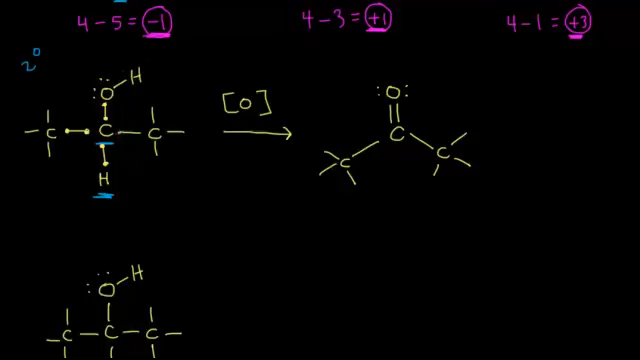 4 - 5 = -1
4 - 3 = +1
4 - 1 = +3
2°
:Ö H
[O]
:O:
C C C
C
C C
H
:Ö H
C C C